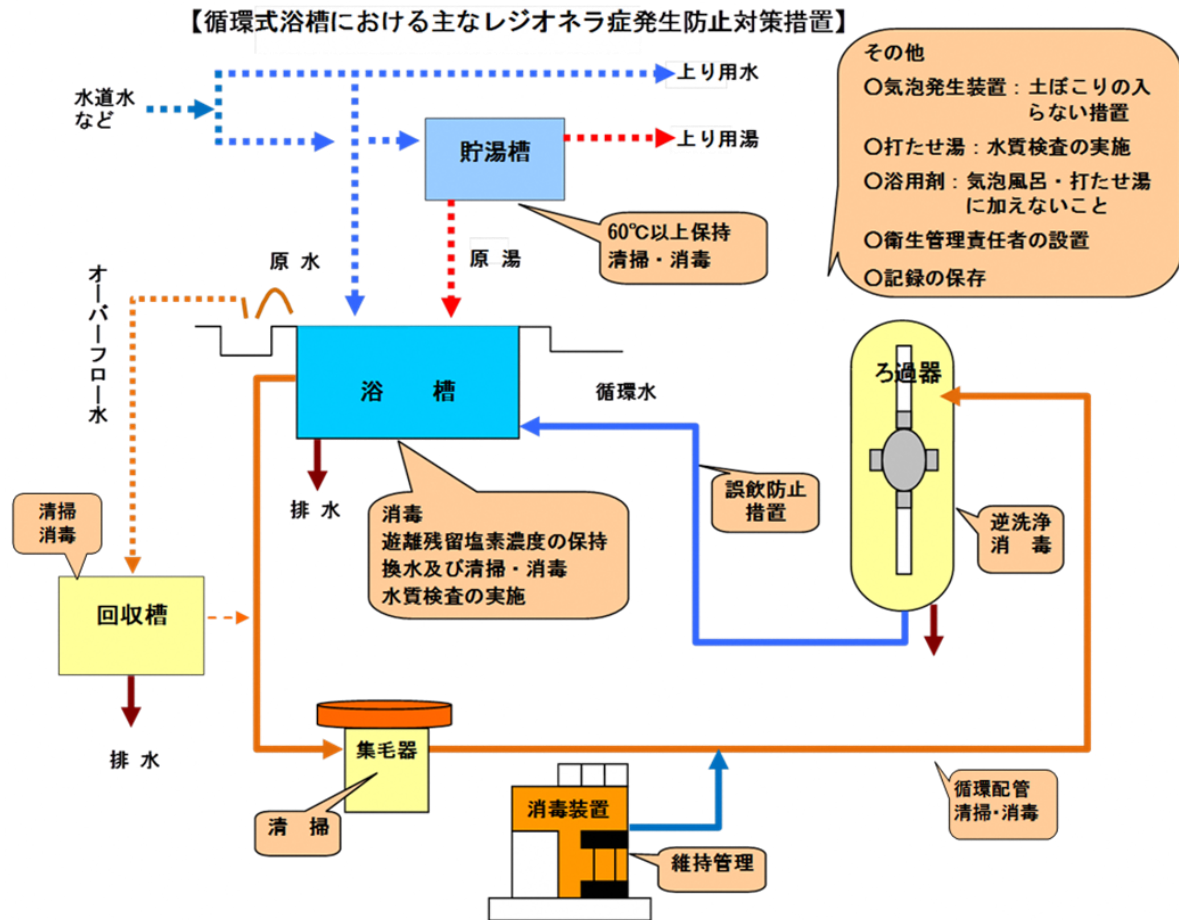 【循環式浴槽における主なレジオネラ症発生防止対策措置】
水道水
など
上り用水
貯湯槽
上り用湯
60℃以上保持
清掃・消毒
原 水
原 湯
オーバーフロー水
浴 槽
循環水
ろ過器
誤飲防止
措置
逆洗浄
消 毒
排 水
消毒
遊離残留塩素濃度の保持
換水及び清掃・消毒
水質検査の実施
清掃
消毒
回収槽
排 水
集毛器
清 掃
消毒装置
維持管理
循環配管
清掃・消毒
その他
〇気泡発生装置：土ぼこりの入
らない措置
〇打たせ湯：水質検査の実施
〇浴用剤：気泡風呂・打たせ湯
に加えないこと
〇衛生管理責任者の設置
〇記録の保存